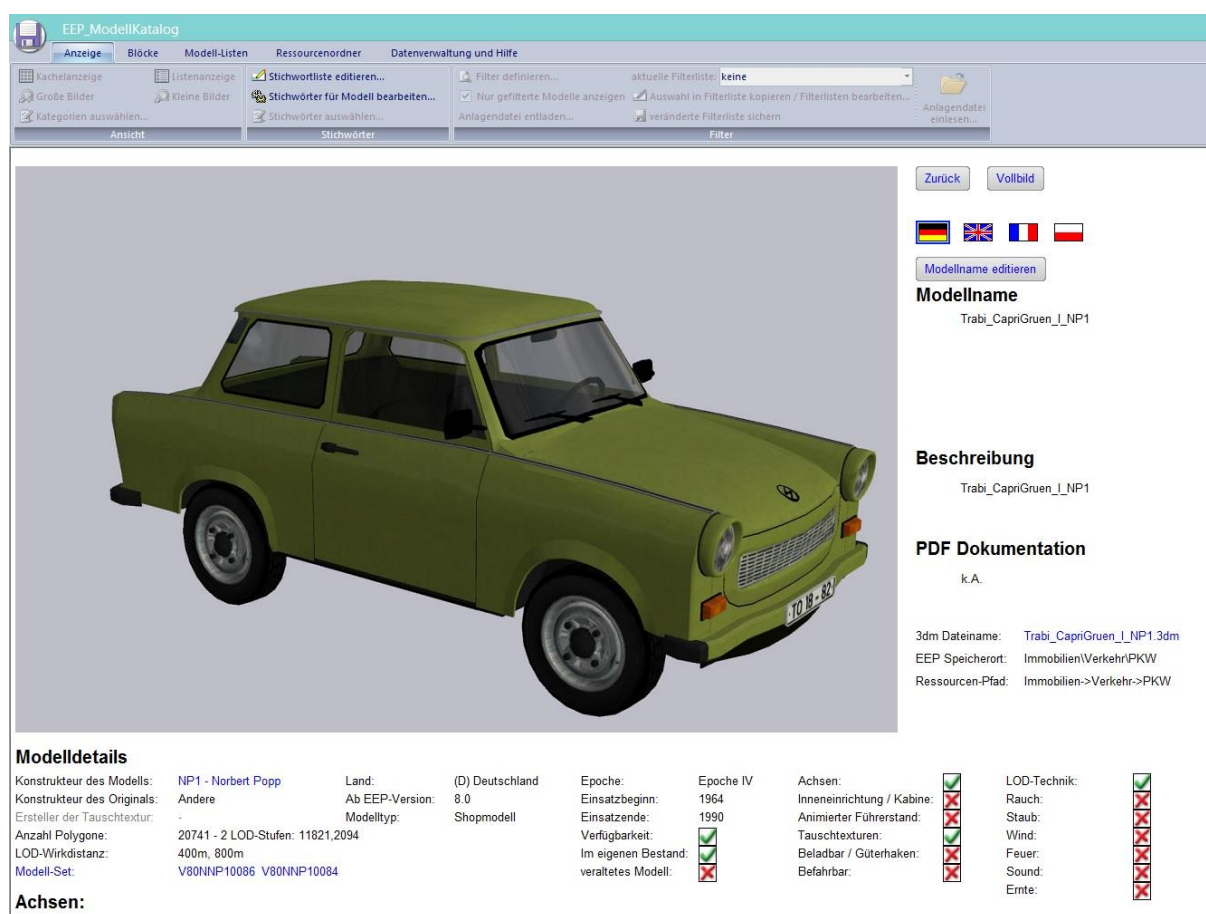 EEP_ModellKatalog
Anzeige Blöcke Modell-Listen Ressourcenordner Datenverwaltung und Hilfe
Kachelanzeige Listenanzeige Stichwortliste editieren... Filter definieren... aktuelle Filterliste: keine
Große Bilder Kleine Bilder Stichwörter für Modell bearbeiten... Nur gefilterte Modelle anzeigen Auswahl in Filterliste kopieren / Filterlisten bearbeiten... Anlagendatei einlesen...
Kategorien auswählen... Stichwörter auswählen... Anlagendatei entladen... veränderte Filterliste sichern
Ansicht Stichwörter Filter
Zurück Vollbild
Modellname editieren
Modellname
Trabi_CapriGruen_I_NP1
Beschreibung
Trabi_CapriGruen_I_NP1
PDF Dokumentation
k.A.
TO 18-82
3dm Dateiname: Trabi_CapriGruen_I_NP1.3dm
EEP Speicherort: Immobilien\Verkehr\PKW
Ressourcen-Pfad: Immobilien->Verkehr->PKW
Modelldetails
Konstrukteur des Modells: NP1 - Norbert Popp Land: (D) Deutschland Epoche: Epoche IV Achsen: LOD-Technik:
Konstrukteur des Originals: Andere Ab EEP-Version: 8.0 Einsatzbeginn: 1964 Inneneinrichtung / Kabine: Rauch:
Ersteller der Tauschtextur: - Modelltyp: Shopmodell Einsatzende: 1990 Animierter Führerstand: Staub:
Anzahl Polygone: 20741 - 2 LOD-Stufen: 11821,2094 Verfügbarkeit: Tauschtexturen: Wind:
LOD-Wirkdistanz: 400m, 800m Im eigenen Bestand: Beladbar / Güterhaken: Feuer:
Modell-Set: V80NNP10086 V80NNP10084 veraltetes Modell: Befahrbar: Sound:
Ernte:
Achsen: